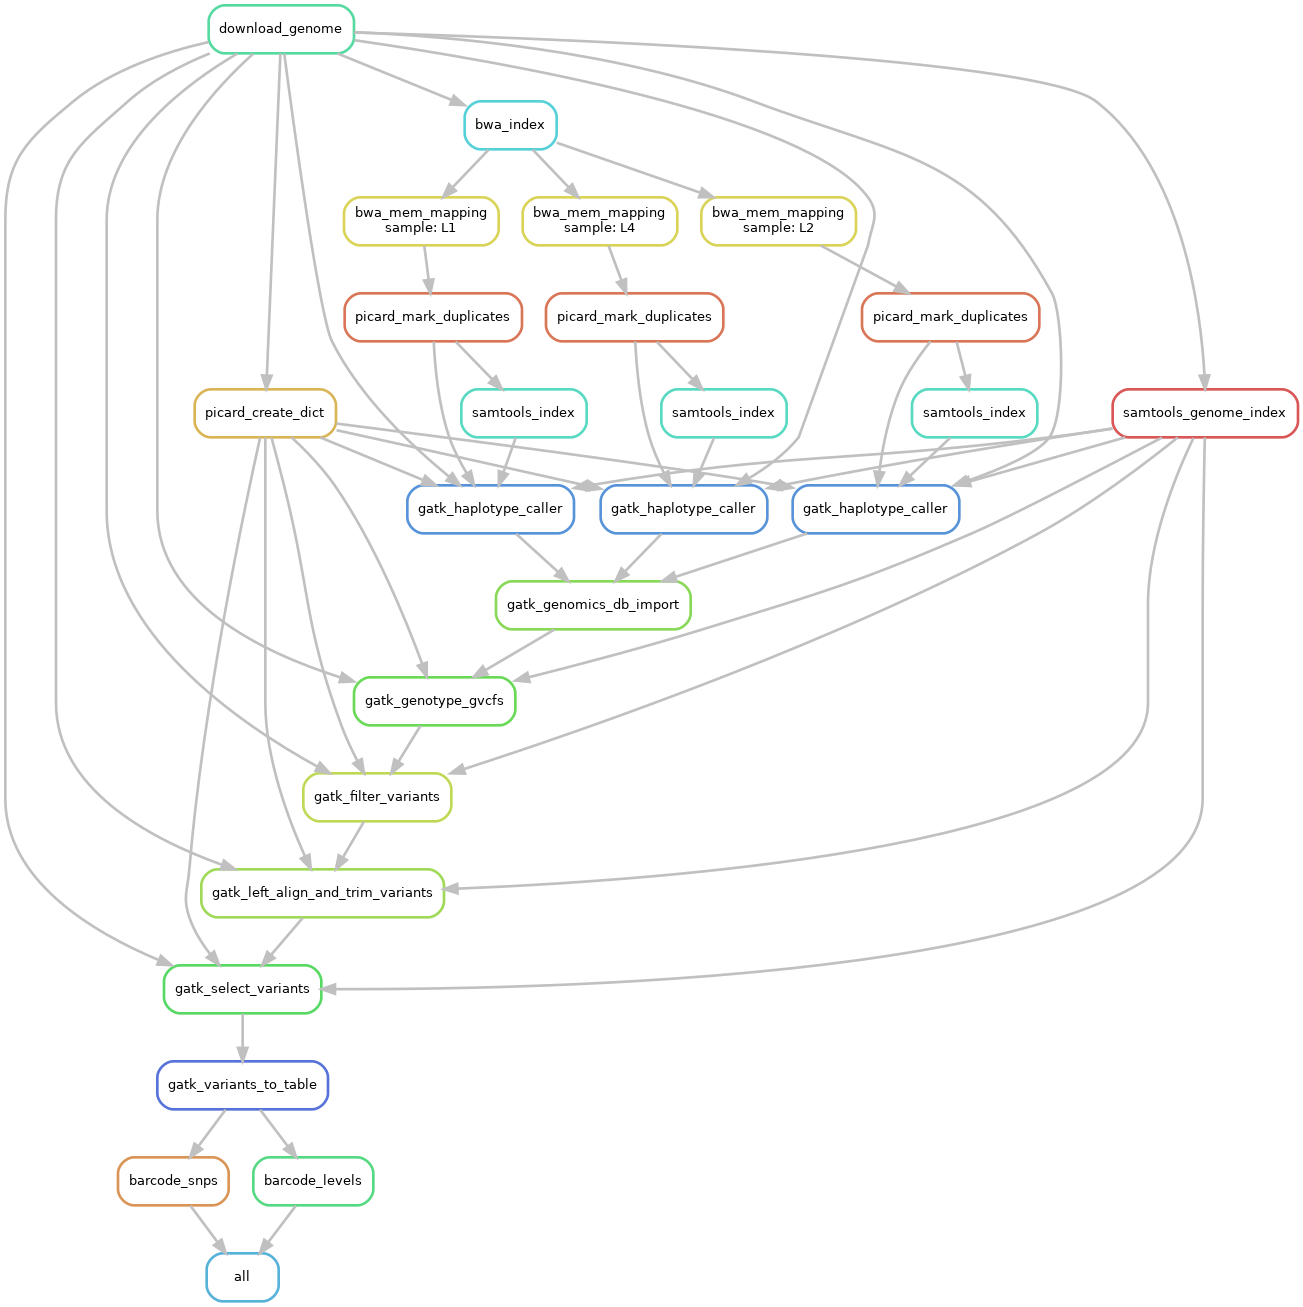 download_genome
bwa_index
bwa_mem_mapping
sample: L1
bwa_mem_mapping
sample: L4
bwa_mem_mapping
sample: L2
picard_mark_duplicates
picard_mark_duplicates
picard_mark_duplicates
picard_create_dict
samtools_index
samtools_index
samtools_index
samtools_genome_index
gatk_haplotype_caller
gatk_haplotype_caller
gatk_haplotype_caller
gatk_genomics_db_import
gatk_genotype_gvcfs
gatk_filter_variants
gatk_left_align_and_trim_variants
gatk_select_variants
gatk_variants_to_table
barcode_snps
barcode_levels
all